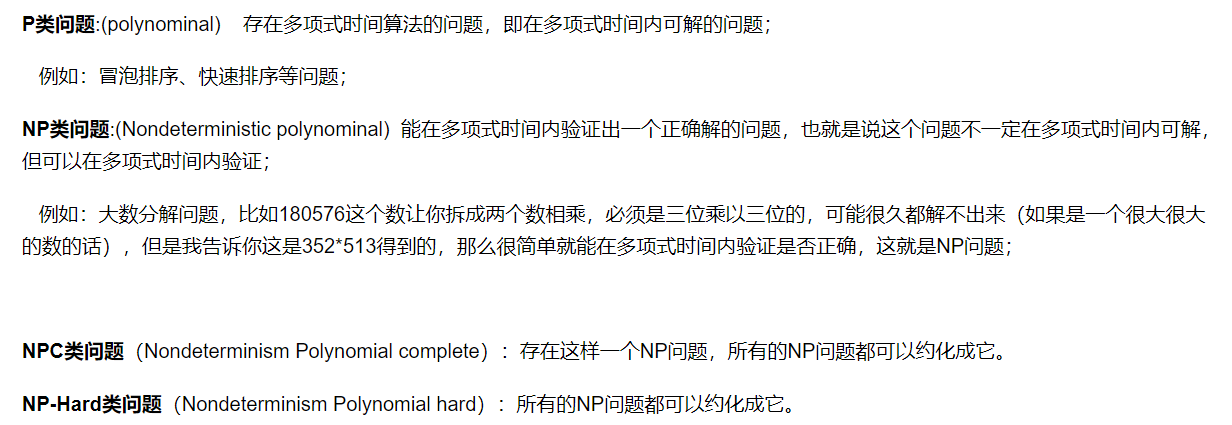 P类问题:(polynominal) 存在多项式时间算法的问题，即在多项式时间内可解的问题；
例如：冒泡排序、快速排序等问题；
NP类问题:(Nondeterministic polynominal) 能在多项式时间内验证出一个正确解的问题，也就是说这个问题不一定在多项式时间内可解，
但可以在多项式时间内验证；
例如：大数分解问题，比如180576这个数让你拆成两个数相乘，必须是三位乘以三位的，可能很久都解不出来（如果是一个很大很大
的数的话），但是我告诉你这是352*513得到的，那么很简单就能在多项式时间内验证是否正确，这就是NP问题；
NPC类问题（Nondeterminism Polynomial complete）：存在这样一个NP问题，所有的NP问题都可以约化成它。
NP-Hard类问题（Nondeterminism Polynomial hard）：所有的NP问题都可以约化成它。